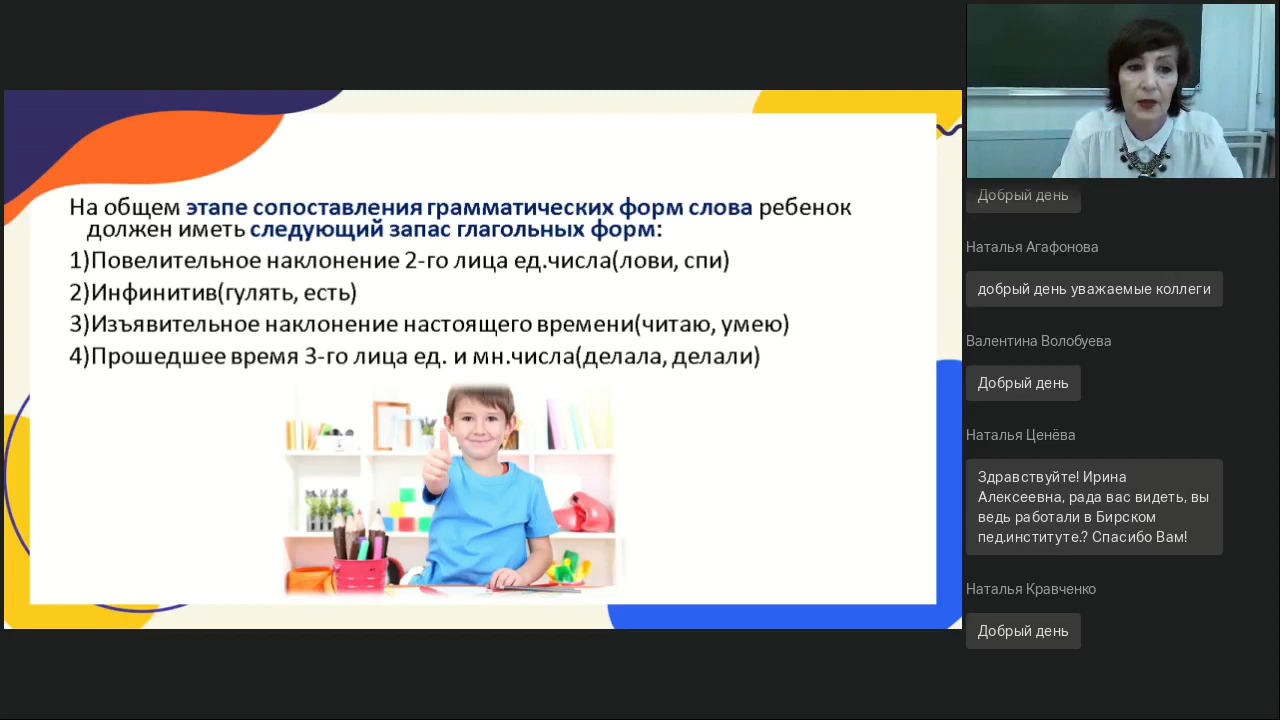 На общем этапе сопоставления грамматических форм слова ребенок
должен иметь следующий запас глагольных форм:
1)Повелительное наклонение 2-го лица ед.числа(лови, спи)
2)Инфинитив(гулять, есть)
3)Изъявительное наклонение настоящего времени(читаю, умею)
4)Прошедшее время 3-го лица ед. и мн.числа(делала, делали)
Добрый день
Наталья Агафонова
добрый день уважаемые коллеги
Валентина Волобуева
Добрый день
Наталья Ценёва
Здравствуйте! Ирина
Алексеевна, рада вас видеть, вы
ведь работали в Бирском
пед.институте.? Спасибо Вам!
Наталья Кравченко
Добрый день